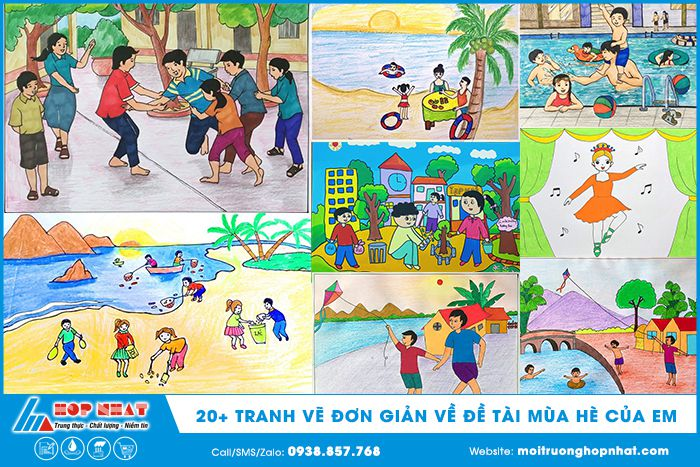 HOP NHAT
Trung thực - Chất lượng - Niềm tin
20+ TRANH VẼ ĐƠN GIẢN VỀ ĐỀ TÀI MÙA HÈ CỦA EM
Call/SMS/Zalo: 0938.857.768
Website: moitruonghopnhat.com